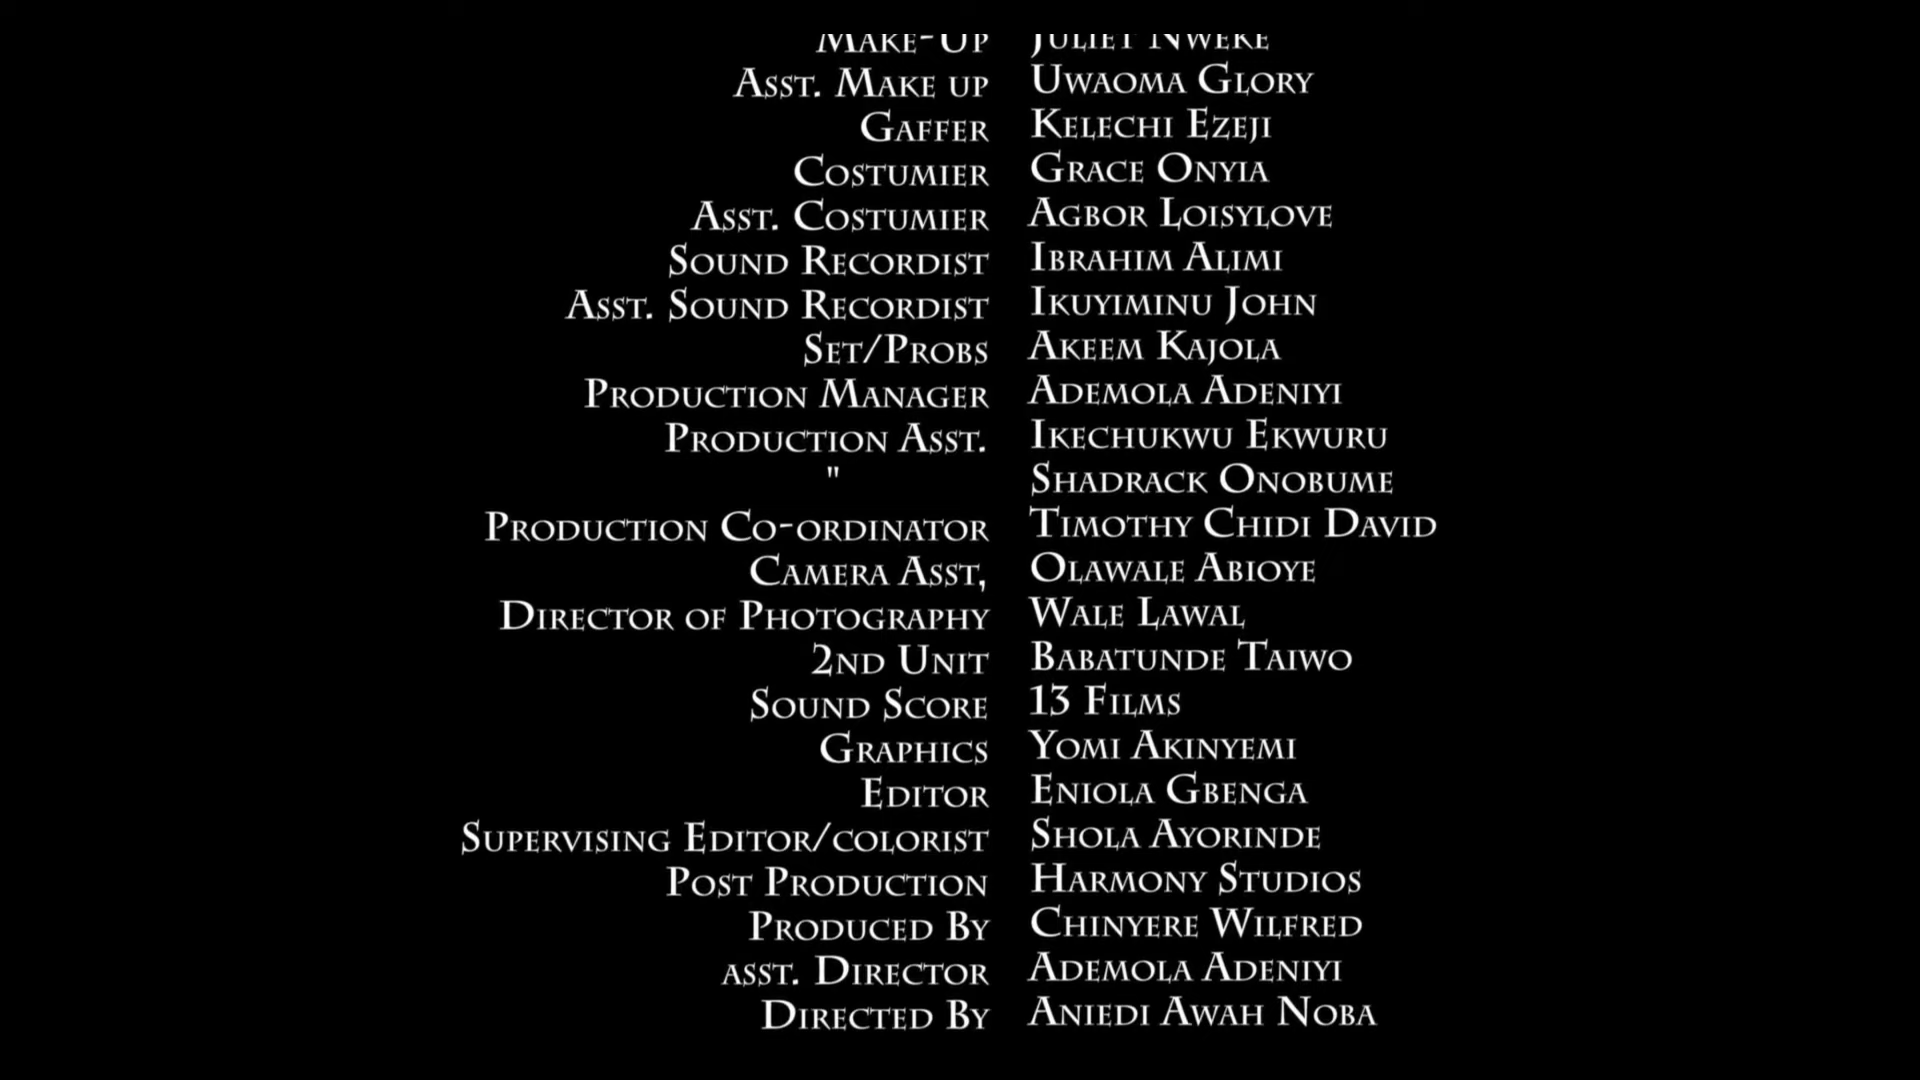 Make-Up Juliet Nweke
Asst. Make up Uwaoma Glory
Gaffer Kelechi Ezeji
Costumier Grace Onyia
Asst. Costumier Agbor Loisylove
Sound Recordist Ibrahim Alimi
Asst. Sound Recordist Ikuyiminu John
Set/Probs Akeem Kajola
Production Manager Ademola Adeniyi
Production Asst. Ikechukwu Ekwuru
" Shadrack Onobume
Production Co-ordinator Timothy Chidi David
Camera Asst, Olawale Abioye
Director of Photography Wale Lawal
2nd Unit Babatunde Taiwo
Sound Score 13 Films
Graphics Yomi Akinyemi
Editor Eniola Gbenga
Supervising Editor/colorist Shola Ayorinde
Post Production Harmony Studios
Produced By Chinyere Wilfred
asst. Director Ademola Adeniyi
Directed By Aniedi Awah Noba